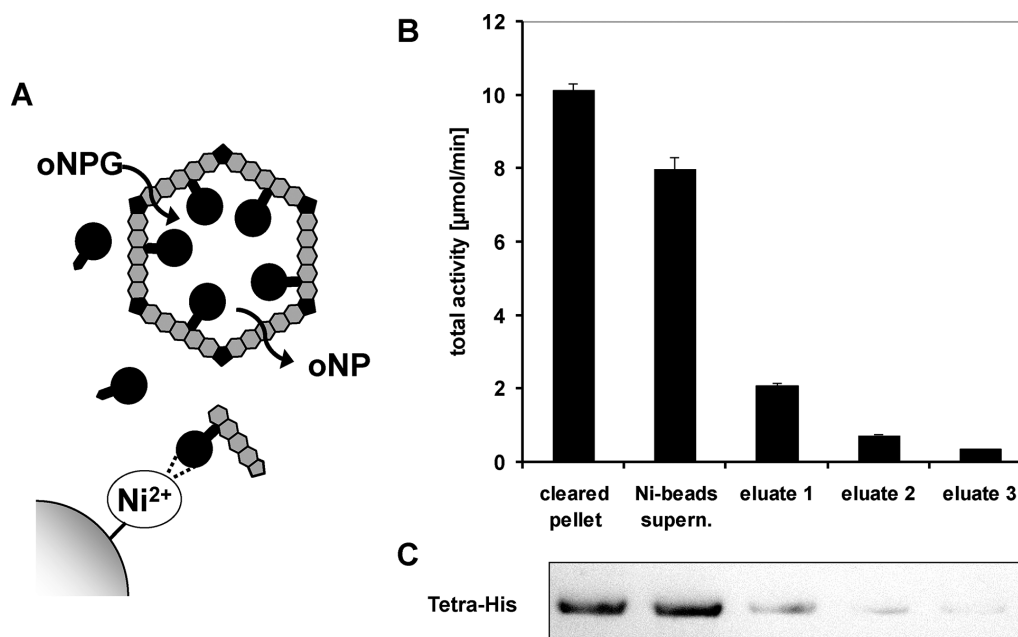 A
oNPG
oNP
Ni2+
B
total activity [µmol/min]
12
10
8
6
4
2
0
cleared pellet
Ni-beads supern.
eluate 1
eluate 2
eluate 3
C
Tetra-His